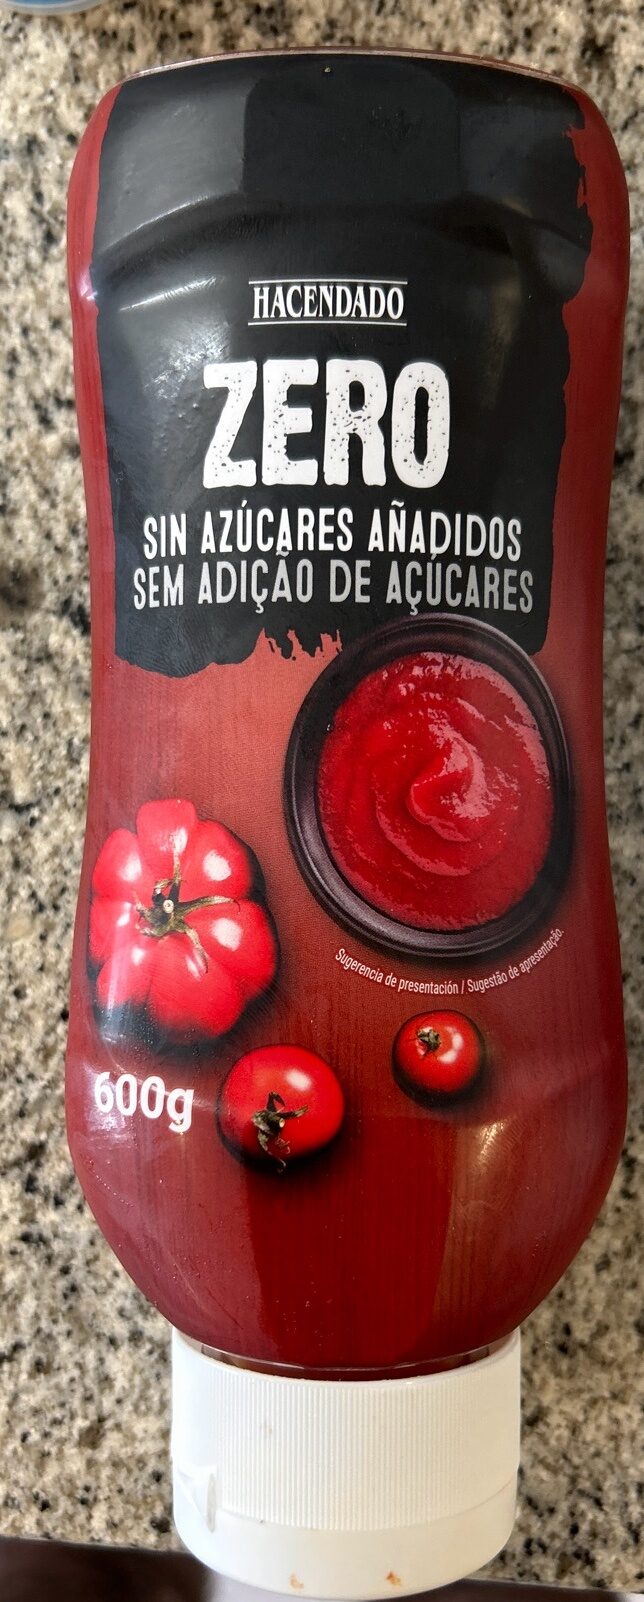 HACENDADO
ZERO
SIN AZÚCARES AÑADIDOS
SEM ADIÇÃO DE AÇÚCARES
Sugerencia de presentación / Sugestão de apresentação.
600g